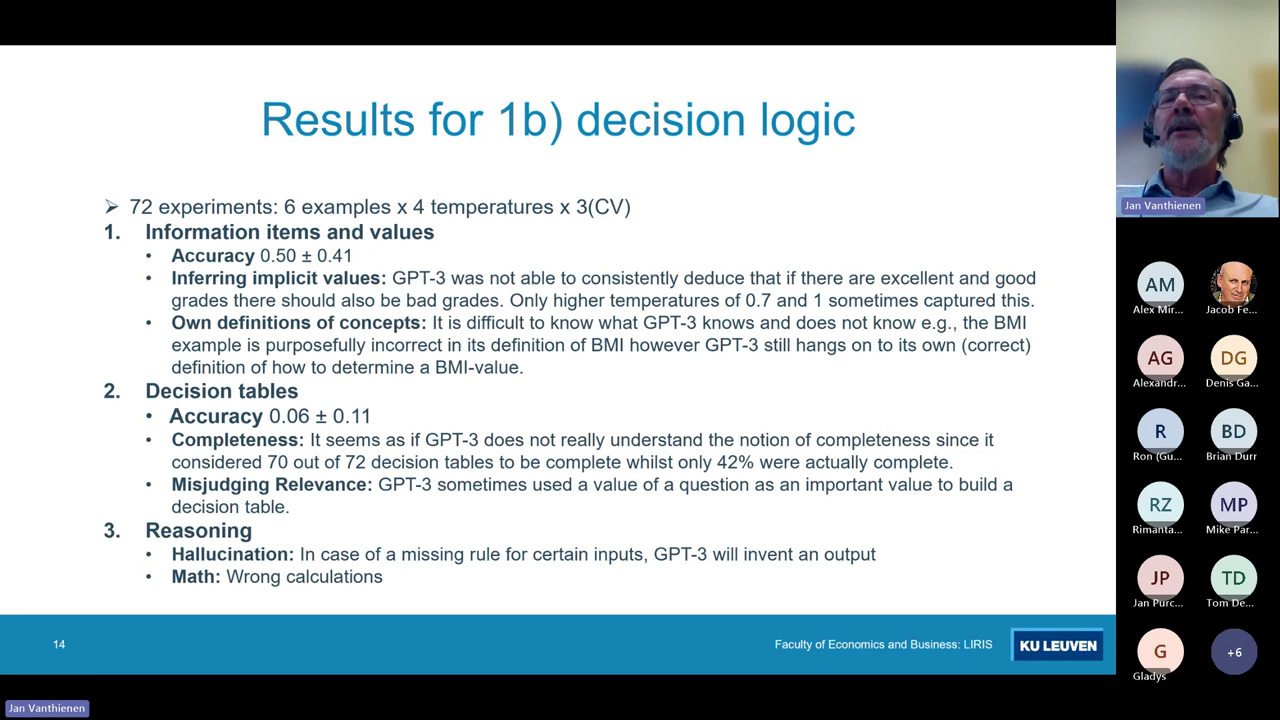 Results for 1b) decision logic
➢ 72 experiments: 6 examples x 4 temperatures x 3(CV)
1. Information items and values
• Accuracy 0.50 ± 0.41
• Inferring implicit values: GPT-3 was not able to consistently deduce that if there are excellent and good
grades there should also be bad grades. Only higher temperatures of 0.7 and 1 sometimes captured this.
• Own definitions of concepts: It is difficult to know what GPT-3 knows and does not know e.g., the BMI
example is purposefully incorrect in its definition of BMI however GPT-3 still hangs on to its own (correct)
definition of how to determine a BMI-value.
2. Decision tables
• Accuracy 0.06 ± 0.11
• Completeness: It seems as if GPT-3 does not really understand the notion of completeness since it
considered 70 out of 72 decision tables to be complete whilst only 42% were actually complete.
• Misjudging Relevance: GPT-3 sometimes used a value of a question as an important value to build a
decision table.
3. Reasoning
• Hallucination: In case of a missing rule for certain inputs, GPT-3 will invent an output
• Math: Wrong calculations
14
Faculty of Economics and Business: LIRIS
KU LEUVEN
Jan Vanthienen
Jan Vanthienen
AM
Alex Mir...
Jacob Fe...
AG
DG
Alexandr...
Denis Ga...
R
BD
Ron (Gu...
Brian Durr
RZ
MP
Rimanta...
Mike Par...
JP
TD
Jan Purc...
Tom De...
G
+6
Gladys